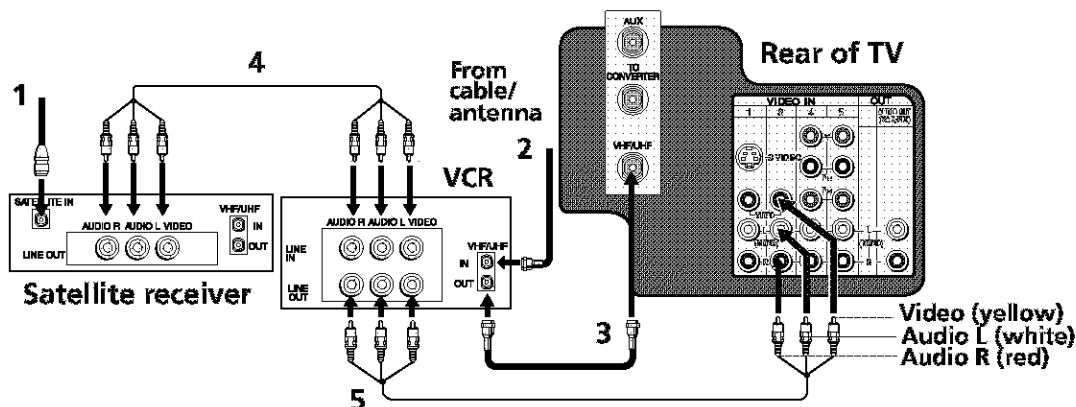 AUX
TO
CONVERTER
VHF/UHF
Rear of TV
VIDEO IN
OUT
1
4
5
S VIDEO
4
1
From
cable/
antenna
2
VCR
SATELLITE IN
AUDIO R AUDIO L VIDEO
VHF/UHF
IN
OUT
LINE OUT
Satellite receiver
AUDIO R AUDIO L VIDEO
LINE
IN
LINE
OUT
VHF/UHF
IN
OUT
3
5
Video (yellow)
Audio L (white)
Audio R (red)